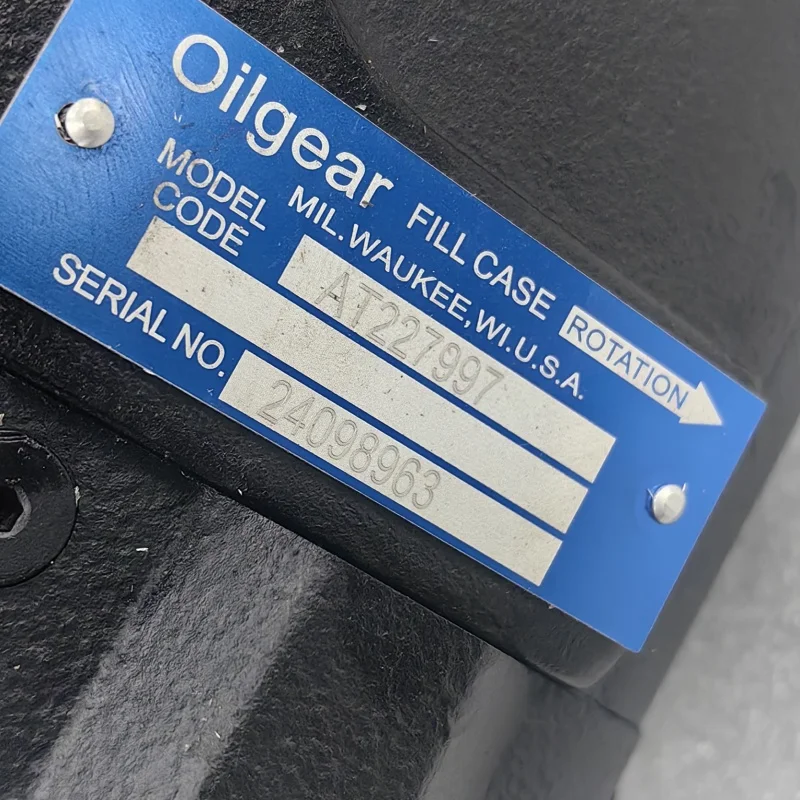 Oilgear FILL CASE ROTATION
MIL.WAUKEE,WI.U.S.A.
MODEL
CODE
AT227997
SERIAL NO.
24098963